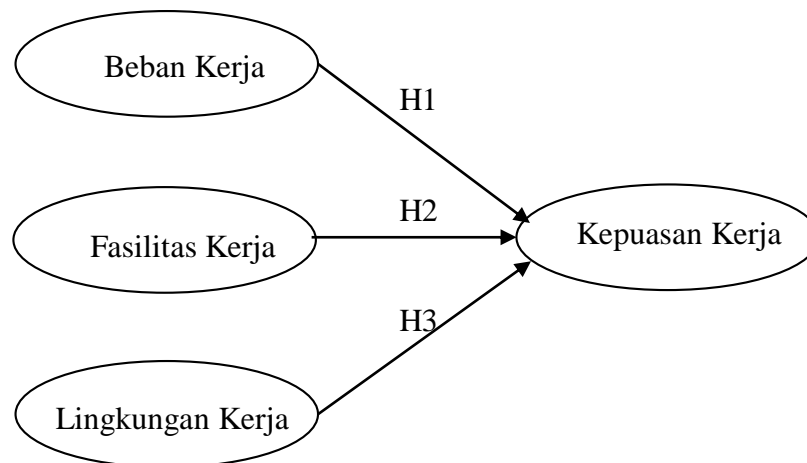 Beban Kerja
H1
H2
Fasilitas Kerja
Kepuasan Kerja
H3
Lingkungan Kerja